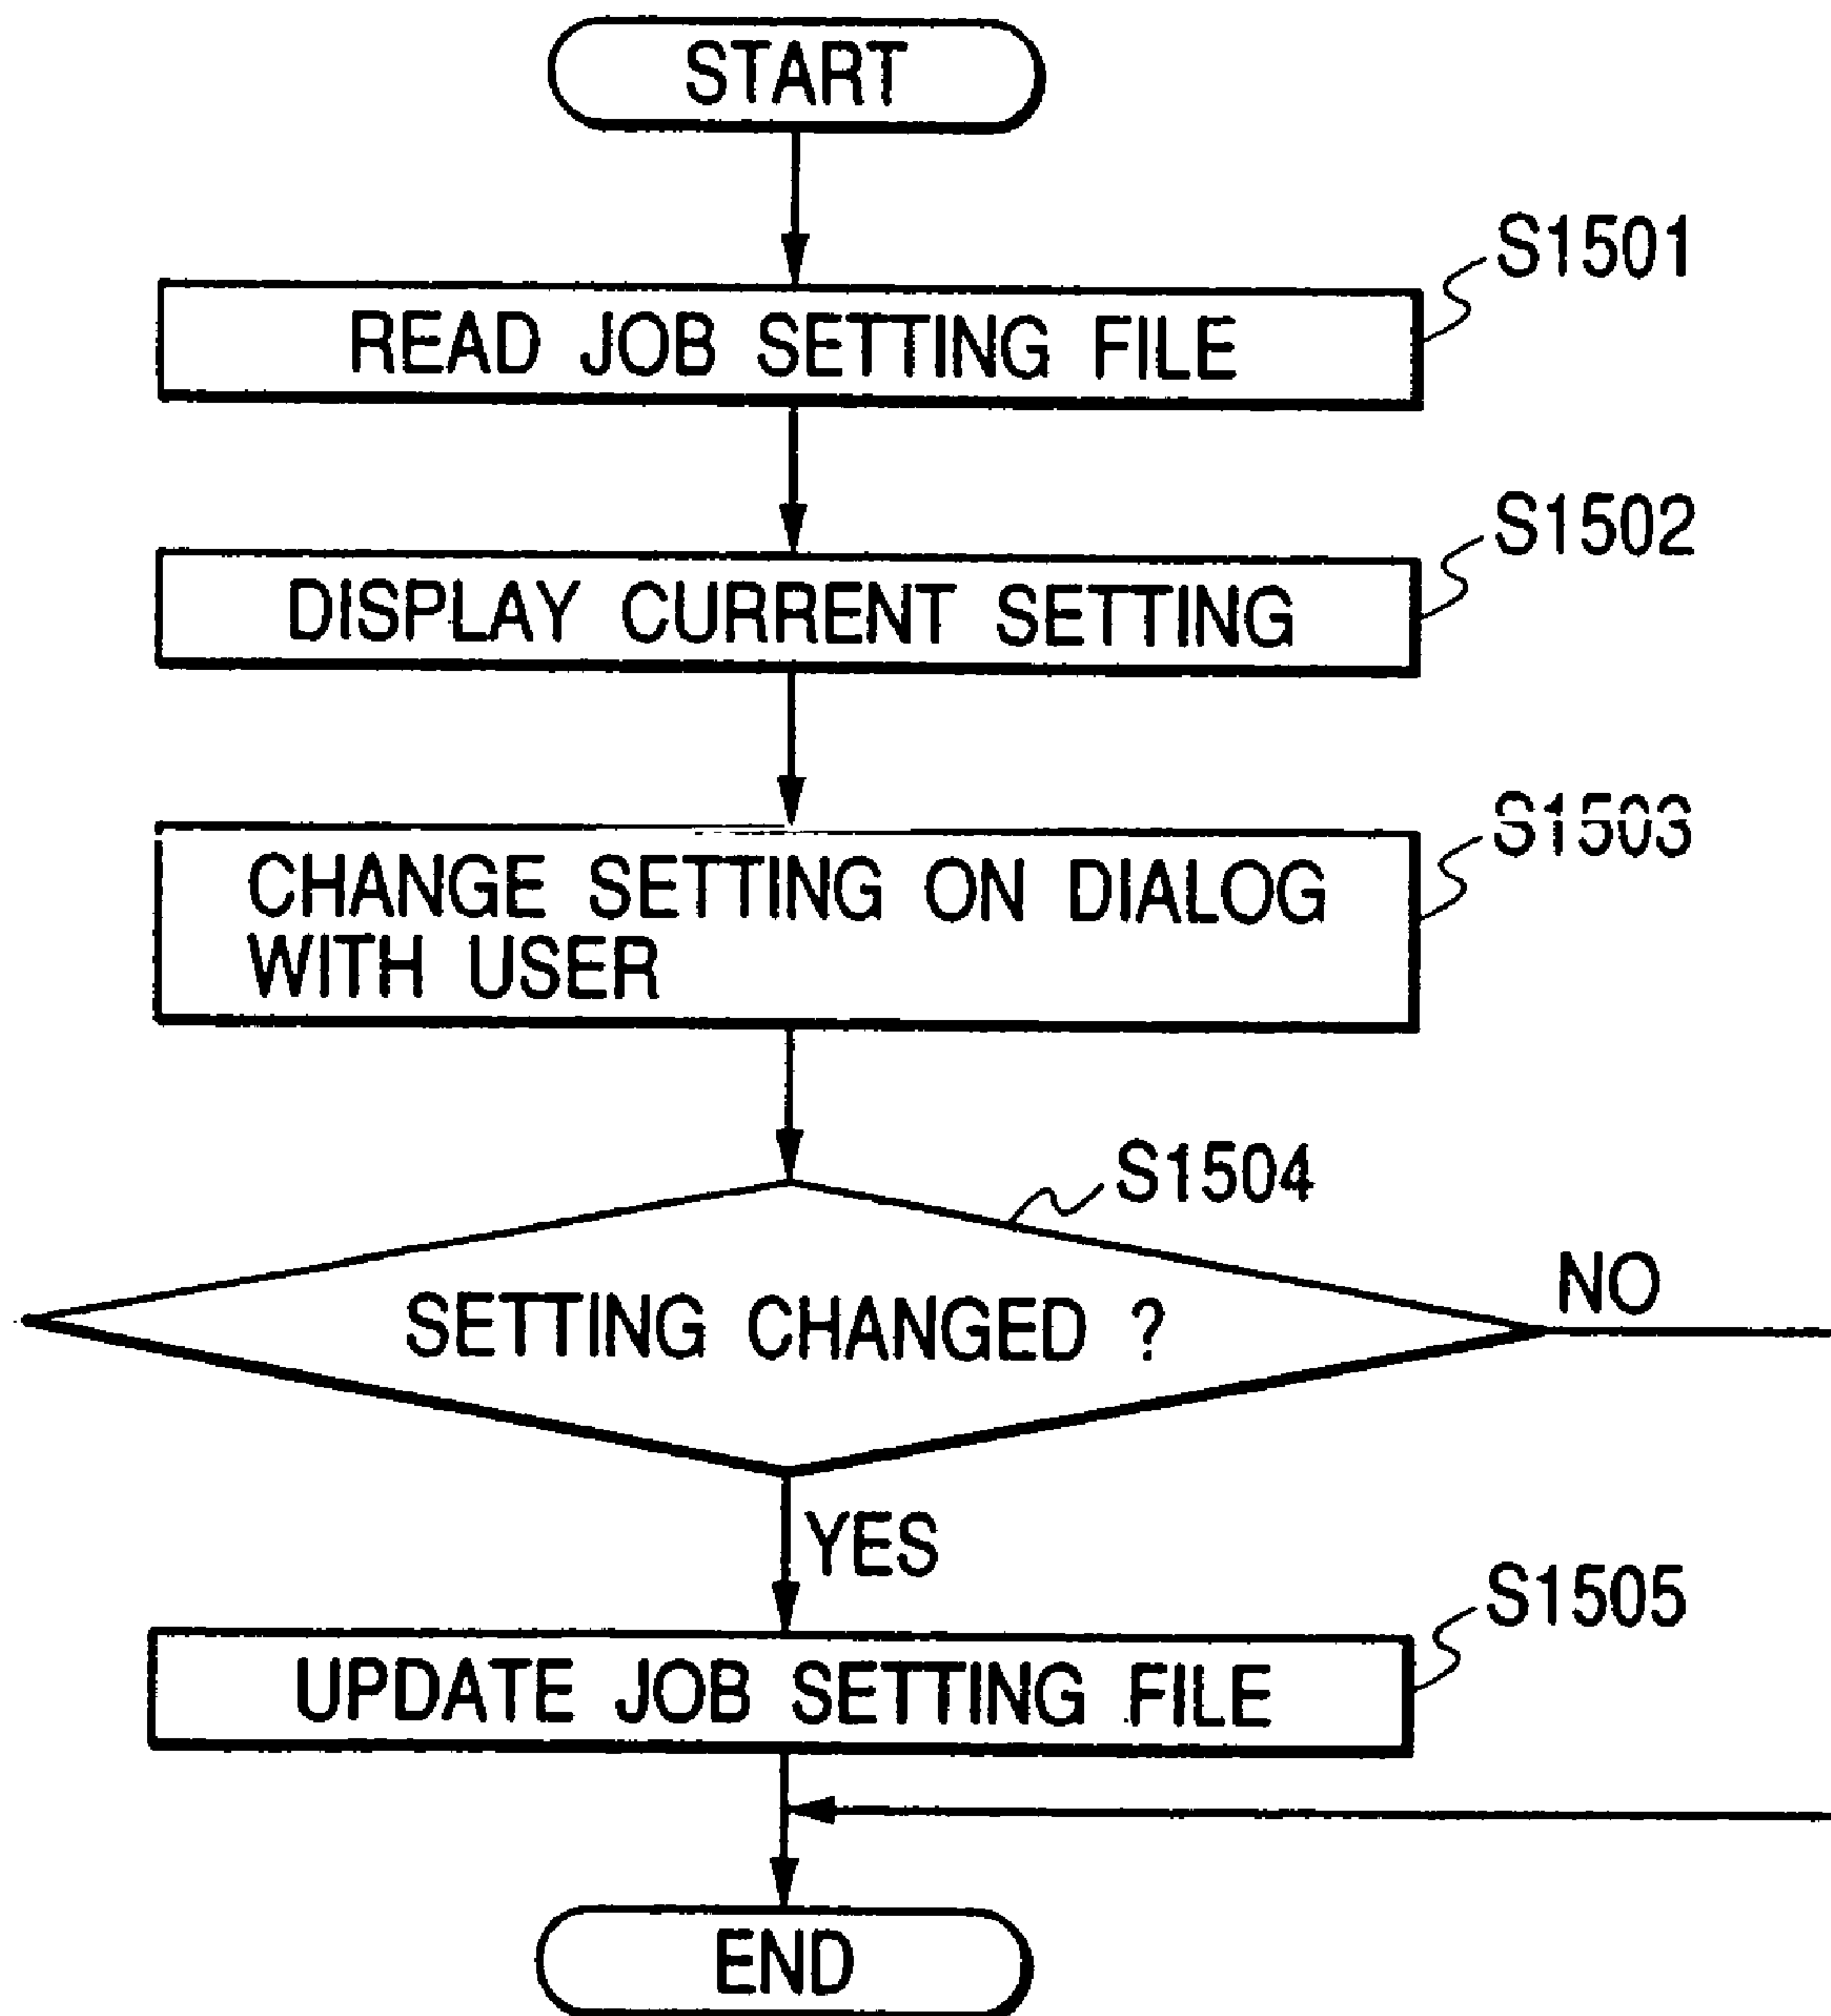 START
S1501
READ JOB SETTING FILE
S1502
DISPLAY CURRENT SETTING
S1503
CHANGE SETTING ON DIALOG
WITH USER
S1504
SETTING CHANGED ?
NO
YES
S1505
UPDATE JOB SETTING FILE
END